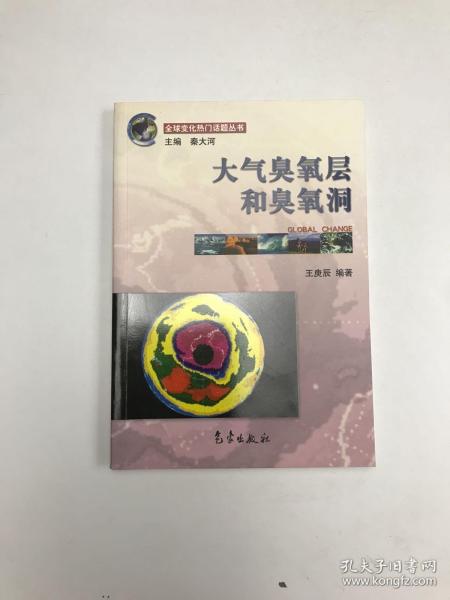 全球变化热门话题丛书
主编 秦大河
大气臭氧层
和臭氧洞
GLOBAL CHANGE
王庚辰 编著
气象出版社
孔夫子旧书网
www.kongfz.com